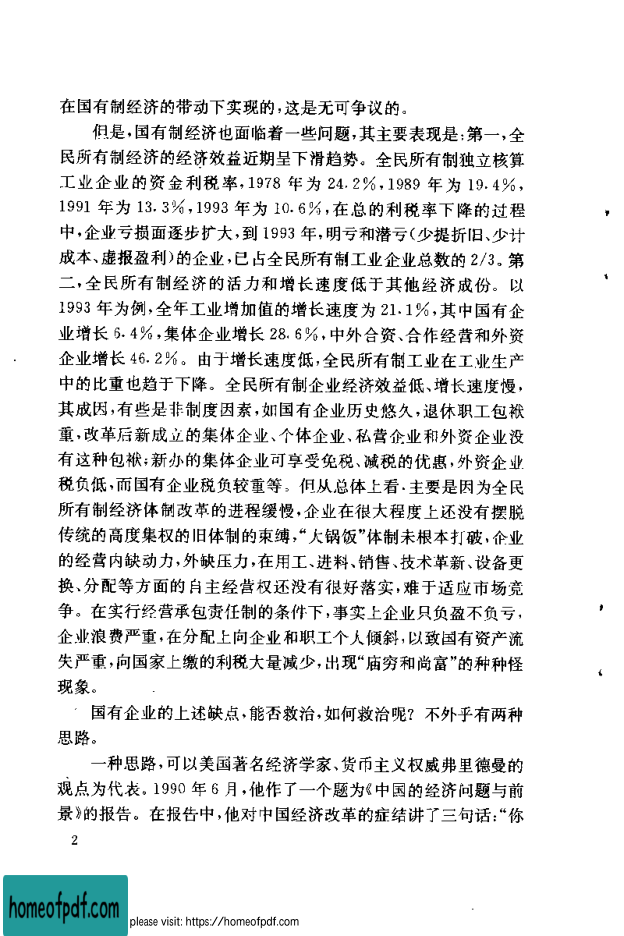 在国有制经济的带动下实现的，这是无可争议的。
但是，国有制经济也面临着一些问题，其主要表现是：第一，全
民所有制经济的经济效益近期呈下滑趋势。全民所有制独立核算
工业企业的资金利税率，1978 年为 24.2%，1989 年为 19.4%，
1991 年为 13.3%，1993 年为 10.6%，在总的利税率下降的过程
中，企业亏损面逐步扩大，到 1993 年，明亏和潜亏(少提折旧、少计
成本、虚报盈利)的企业，已占全民所有制工业企业总数的 2/3。第
二，全民所有制经济的活力和增长速度低于其他经济成份。以
1993 年为例，全年工业增加值的增长速度为 21.1%，其中国有企
业增长 6.4%，集体企业增长 28.6%，中外合资、合作经营和外资
企业增长 46.2%。由于增长速度低，全民所有制工业在工业生产
中的比重也趋于下降。全民所有制企业经济效益低、增长速度慢，
其成因，有些是非制度因素，如国有企业历史悠久，退休职工包袱
重，改革后新成立的集体企业、个体企业、私营企业和外资企业没
有这种包袱；新办的集体企业可享受免税、减税的优惠，外资企业
税负低，而国有企业税负较重等。但从总体上看，主要是因为全民
所有制经济体制改革的进程缓慢，企业在很大程度上还没有摆脱
传统的高度集权的旧体制的束缚，“大锅饭”体制未根本打破，企业
的经营内缺动力，外缺压力，在用工、进料、销售、技术革新、设备更
换、分配等方面的自主经营权还没有很好落实，难于适应市场竞
争。在实行经营承包责任制的条件下，事实上企业只负盈不负亏，
企业浪费严重，在分配上向企业和职工个人倾斜，以致国有资产流
失严重，向国家上缴的利税大量减少，出现“庙穷和尚富”的种种怪
现象。
国有企业的上述缺点，能否救治，如何救治呢？不外乎有两种
思路。
一种思路，可以美国著名经济学家、货币主义权威弗里德曼的
观点为代表。1990 年 6 月，他作了一个题为《中国的经济问题与前
景》的报告。在报告中，他对中国经济改革的症结讲了三句话：“你
2
homeofpdf.com
please visit: https://homeofpdf.com